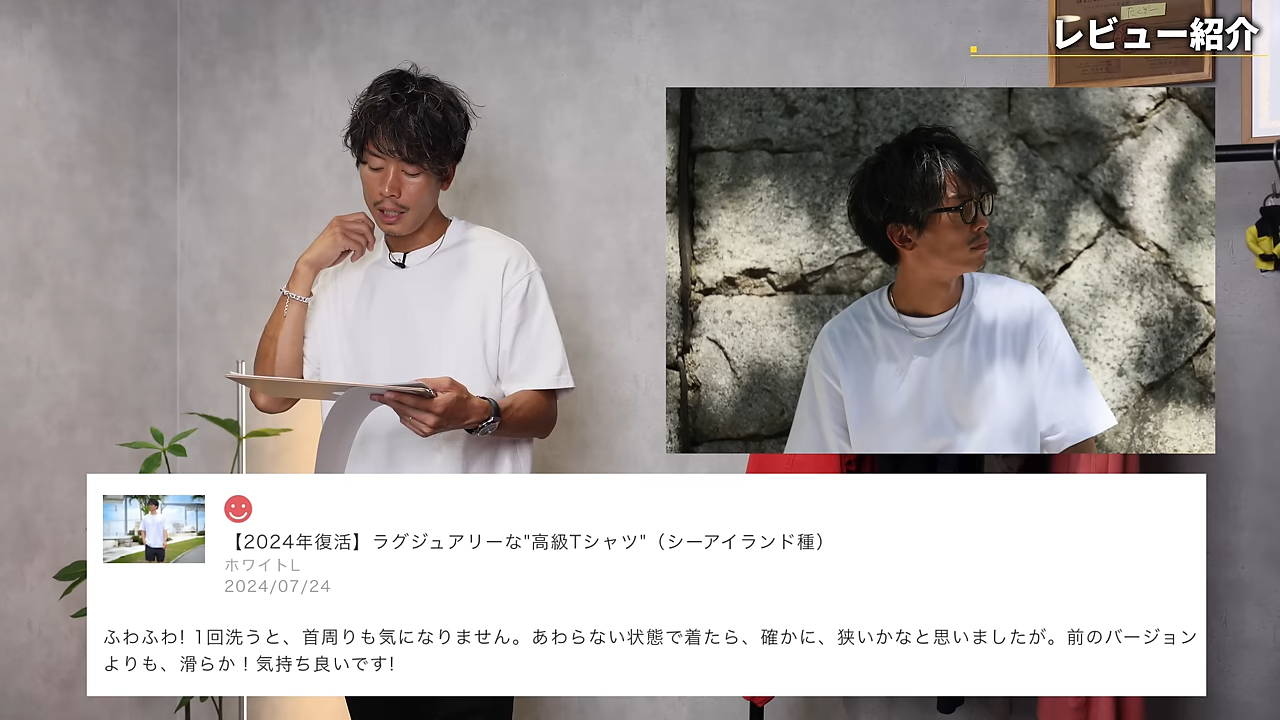 レビュー紹介
【2024年復活】ラグジュアリーな"高級Tシャツ"（シーアイランド種）
ホワイトL
2024/07/24
ふわふわ! 1回洗うと、首周りも気になりません。あわらない状態で着たら、確かに、狭いかなと思いましたが。前のバージョン
よりも、滑らか！気持ち良いです!